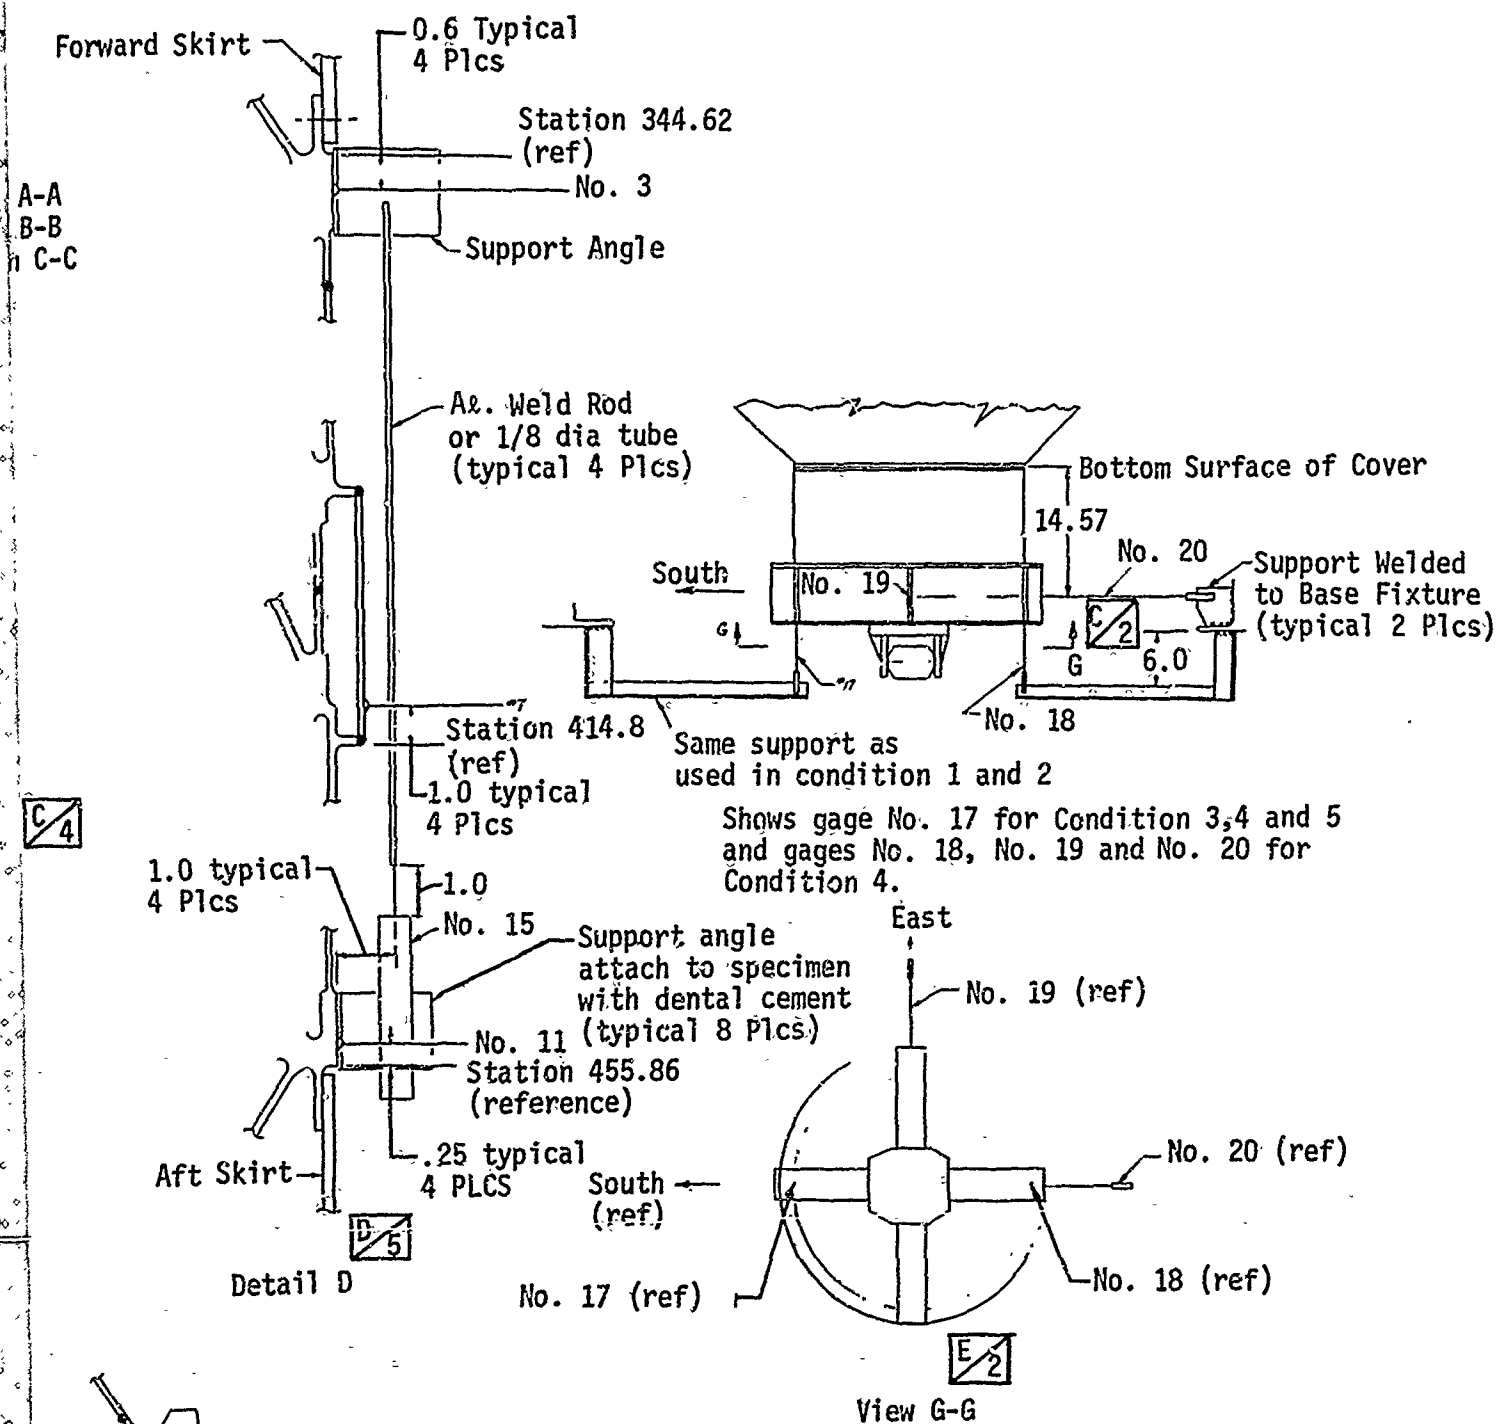 Forward Skirt
0.6 Typical
4 Plcs
Station 344.62
(ref)
No. 3
A-A
B-B
C-C
Support Angle
Aℓ. Weld Rod
or 1/8 dia tube
(typical 4 Plcs)
Bottom Surface of Cover
14.57
No. 20
South
No. 19
Support Welded
to Base Fixture
(typical 2 Plcs)
C/2
G
G
6.0
#17
No. 18
#7
Station 414.8
(ref)
1.0 typical
4 Plcs
Same support as
used in condition 1 and 2
C/4
Shows gage No. 17 for Condition 3,4 and 5
and gages No. 18, No. 19 and No. 20 for
Condition 4.
1.0 typical
4 Plcs
1.0
No. 15
Support angle
attach to specimen
with dental cement
(typical 8 Plcs)
East
No. 19 (ref)
No. 11
Station 455.86
(reference)
Aft Skirt
.25 typical
4 PLCS
South
(ref)
No. 20 (ref)
D/5
Detail D
No. 17 (ref)
No. 18 (ref)
E/2
View G-G